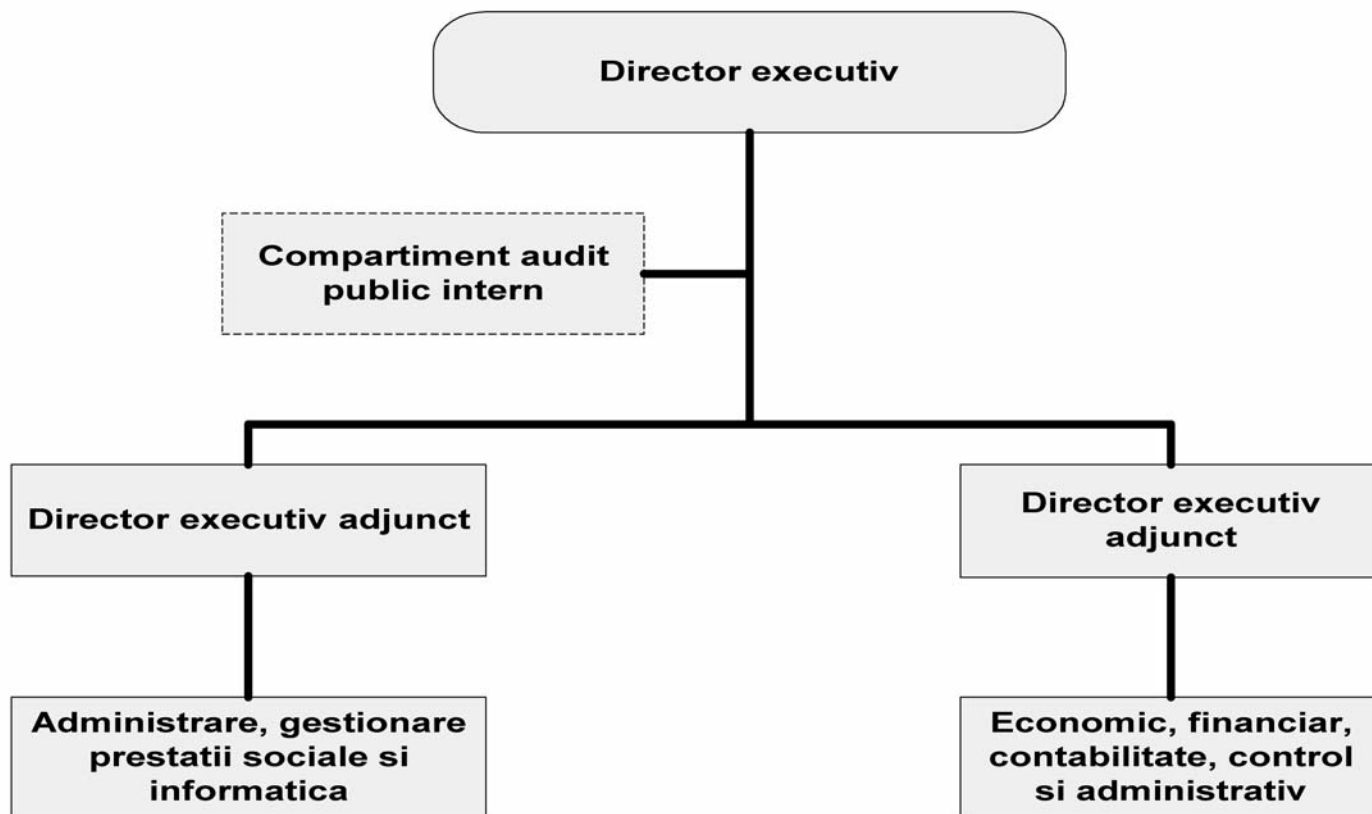 Director executiv
Compartiment audit
public intern
Director executiv adjunct
Director executiv
adjunct
Administrare, gestionare
prestatii sociale si
informatica
Economic, financiar,
contabilitate, control
si administrativ